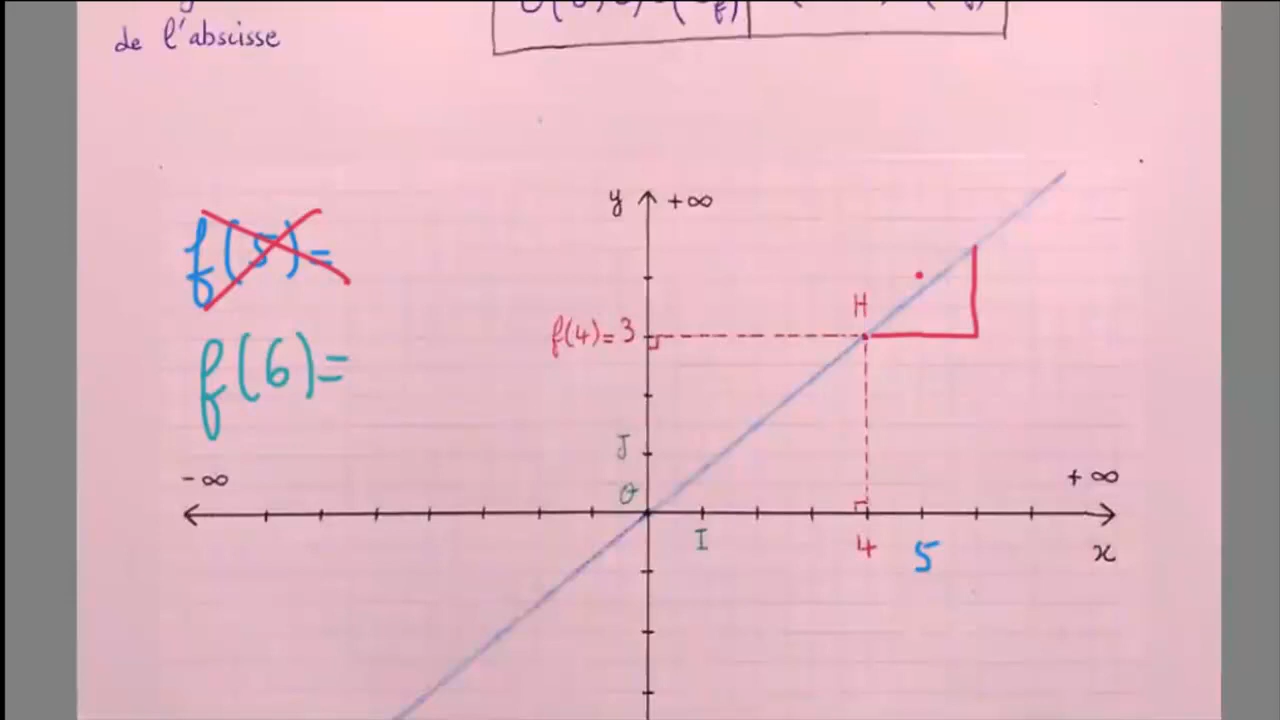 de l'abscisse
y +∞
f(5)=
H
f(4)=3
f(6)=
J
O
-∞
+∞
I
4
5
x